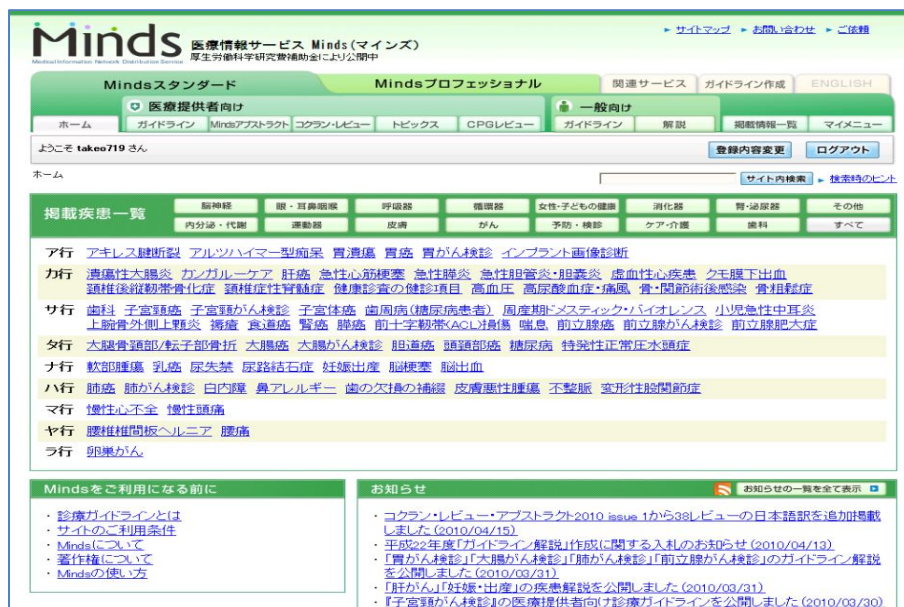 サイトマップ お問い合わせ ご依頼
Minds 医療情報サービス Minds(マインズ)
Medical Information Network Distribution Service 厚生労働科学研究費補助金により公開中
Mindsスタンダード Mindsプロフェッショナル 関連サービス ガイドライン作成 ENGLISH
医療提供者向け 一般向け
ホーム ガイドライン Mindsアブストラクト コクラン・レビュー トピックス CPGレビュー ガイドライン 解説 掲載情報一覧 マイメニュー
ようこそ takeo719 さん 登録内容変更 ログアウト
ホーム サイト内検索 検索時のヒント
掲載疾患一覧
脳神経 眼・耳鼻咽喉 呼吸器 循環器 女性・子どもの健康 消化器 腎・泌尿器 その他
内分泌・代謝 運動器 皮膚 がん 予防・検診 ケア・介護 歯科 すべて
ア行 アキレス腱断裂 アルツハイマー型痴呆 胃潰瘍 胃癌 胃がん検診 インプラント画像診断
カ行 潰瘍性大腸炎 カンガルーケア 肝癌 急性心筋梗塞 急性膵炎 急性胆管炎・胆嚢炎 虚血性心疾患 クモ膜下出血
頚椎後縦靭帯骨化症 頚椎症性脊髄症 健康診査の健診項目 高血圧 高尿酸血症・痛風 骨・関節術後感染 骨粗鬆症
サ行 歯科 子宮頸癌 子宮頸がん検診 子宮体癌 歯周病(糖尿病患者) 周産期ドメスティック・バイオレンス 小児急性中耳炎
上腕骨外側上顆炎 褥瘡 食道癌 腎癌 膵癌 前十字靭帯(ACL)損傷 喘息 前立腺癌 前立腺がん検診 前立腺肥大症
タ行 大腿骨頚部/転子部骨折 大腸癌 大腸がん検診 胆道癌 頭頸部癌 糖尿病 特発性正常圧水頭症
ナ行 軟部腫瘍 乳癌 尿失禁 尿路結石症 妊娠出産 脳梗塞 脳出血
ハ行 肺癌 肺がん検診 白内障 鼻アレルギー 歯の欠損の補綴 皮膚悪性腫瘍 不整脈 変形性股関節症
マ行 慢性心不全 慢性頭痛
ヤ行 腰椎椎間板ヘルニア 腰痛
ラ行 卵巣がん
Mindsをご利用になる前に
・診療ガイドラインとは
・サイトのご利用条件
・Mindsについて
・著作権について
・Mindsの使い方
お知らせ お知らせの一覧を全て表示
・コクラン・レビュー・アブストラクト2010 issue 1から38レビューの日本語訳を追加掲載
しました(2010/04/15)
・平成22年度「ガイドライン解説」作成に関する入札のお知らせ(2010/04/13)
・「胃がん検診」「大腸がん検診」「肺がん検診」「前立腺がん検診」のガイドライン解説
を公開しました(2010/03/31)
・「肝がん」「妊娠・出産」の疾患解説を公開しました(2010/03/31)
・『子宮頸がん検診』の医療提供者向け診療ガイドラインを公開しました(2010/03/30)